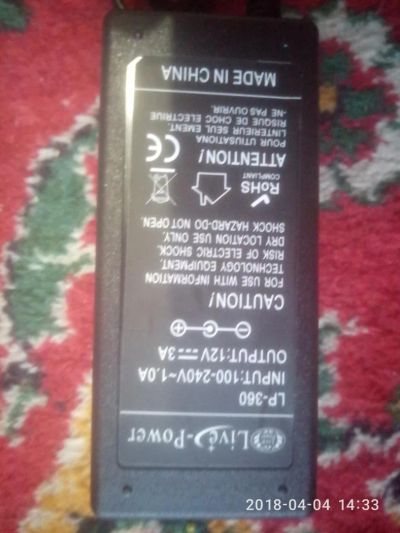 Live-Power
LP-360
INPUT:100-240V~1.0A
OUTPUT:12V⎓3A
CAUTION!
FOR USE WITH INFORMATION
TECHNOLOGY EQUIPMENT.
RISK OF ELECTRIC SHOCK.
DRY LOCATION USE ONLY.
SHOCK HAZARD-DO NOT OPEN.
ROHS
COMPLIANT
CE
ATTENTION!
POUR UTIUSATIONA
LINTERIEUR SEUL EMENT.
RISQUE DE CHOC ELECTRIUE
-NE PAS OUVRIR.
MADE IN CHINA
2018-04-04 14:33